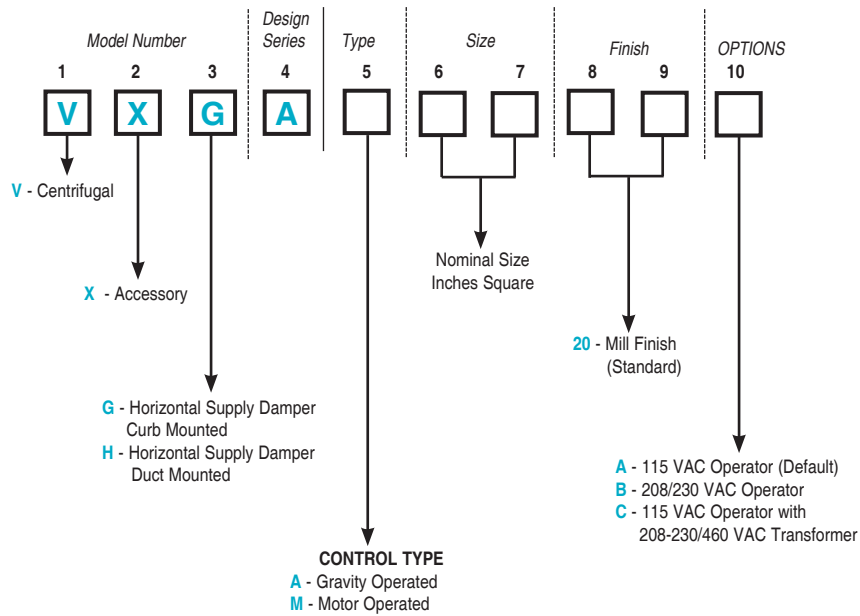 Model Number
Design
Series
Type
Size
Finish
OPTIONS
1 2 3 4 5 6 7 8 9 10
V X G A
V - Centrifugal
X - Accessory
G - Horizontal Supply Damper
Curb Mounted
H - Horizontal Supply Damper
Duct Mounted
CONTROL TYPE
A - Gravity Operated
M - Motor Operated
Nominal Size
Inches Square
20 - Mill Finish
(Standard)
A - 115 VAC Operator (Default)
B - 208/230 VAC Operator
C - 115 VAC Operator with
208-230/460 VAC Transformer